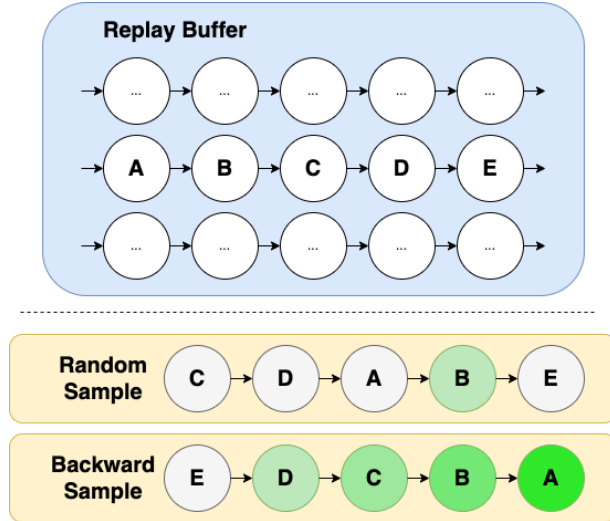 Replay Buffer
... ... ... ... ...
A B C D E
... ... ... ... ...
Random
Sample
C D A B E
Backward
Sample
E D C B A